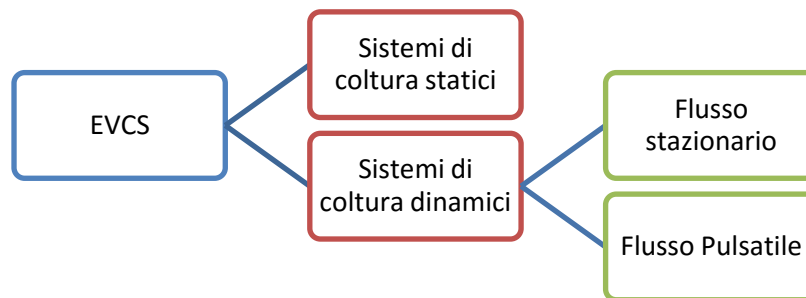 EVCS
Sistemi di
coltura statici
Sistemi di
coltura dinamici
Flusso
stazionario
Flusso Pulsatile